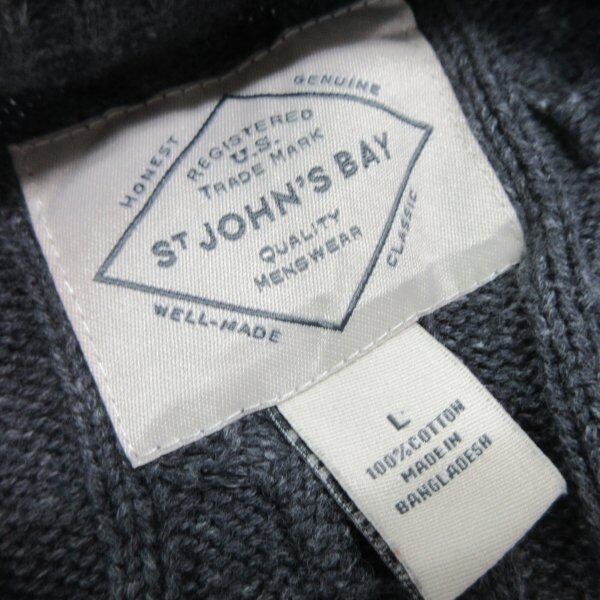 HONEST
GENUINE
REGISTERED
U.S.
TRADE MARK
ST JOHN'S BAY
QUALITY
MENSWEAR
WELL-MADE
CLASSIC
L
100% COTTON
MADE IN
BANGLADESH